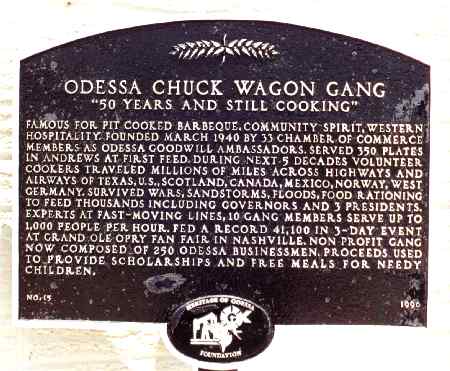 ODESSA CHUCK WAGON GANG
"50 YEARS AND STILL COOKING"
FAMOUS FOR PIT COOKED BARBEQUE, COMMUNITY SPIRIT, WESTERN
HOSPITALITY. FOUNDED MARCH 1940 BY 33 CHAMBER OF COMMERCE
MEMBERS AS ODESSA GOODWILL AMBASSADORS. SERVED 350 PLATES
IN ANDREWS AT FIRST FEED. DURING NEXT 5 DECADES VOLUNTEER
COOKERS TRAVELED MILLIONS OF MILES ACROSS HIGHWAYS AND
AIRWAYS OF TEXAS, U.S., SCOTLAND, CANADA, MEXICO, NORWAY, WEST
GERMANY. SURVIVED WARS, SANDSTORMS, FLOODS, FOOD RATIONING
TO FEED THOUSANDS INCLUDING GOVERNORS AND 3 PRESIDENTS.
EXPERTS AT FAST-MOVING LINES, 10 GANG MEMBERS SERVE UP TO
1,000 PEOPLE PER HOUR. FED A RECORD 41,100 IN 3-DAY EVENT
AT GRAND OLE OPRY FAN FAIR IN NASHVILLE. NON PROFIT GANG
NOW COMPOSED OF 250 ODESSA BUSINESSMEN. PROCEEDS USED
TO PROVIDE SCHOLARSHIPS AND FREE MEALS FOR NEEDY
CHILDREN.
NO. 15
HERITAGE OF ODESSA
FOUNDATION